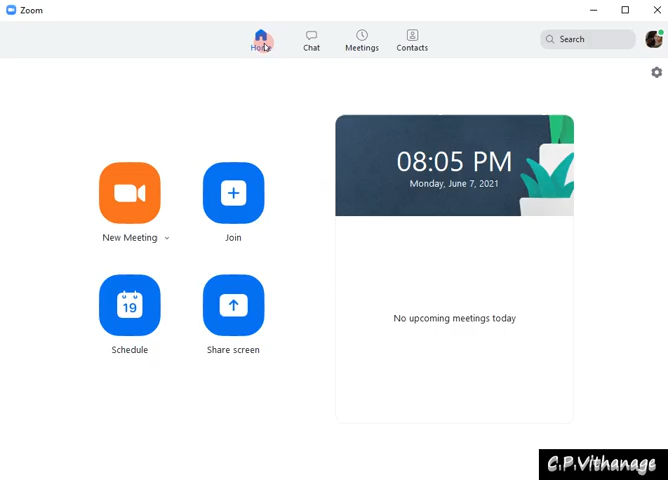 Zoom
Home
Chat
Meetings
Contacts
Search
08:05 PM
Monday, June 7, 2021
New Meeting
Join
19
Schedule
Share screen
No upcoming meetings today
C.P.Vithanage